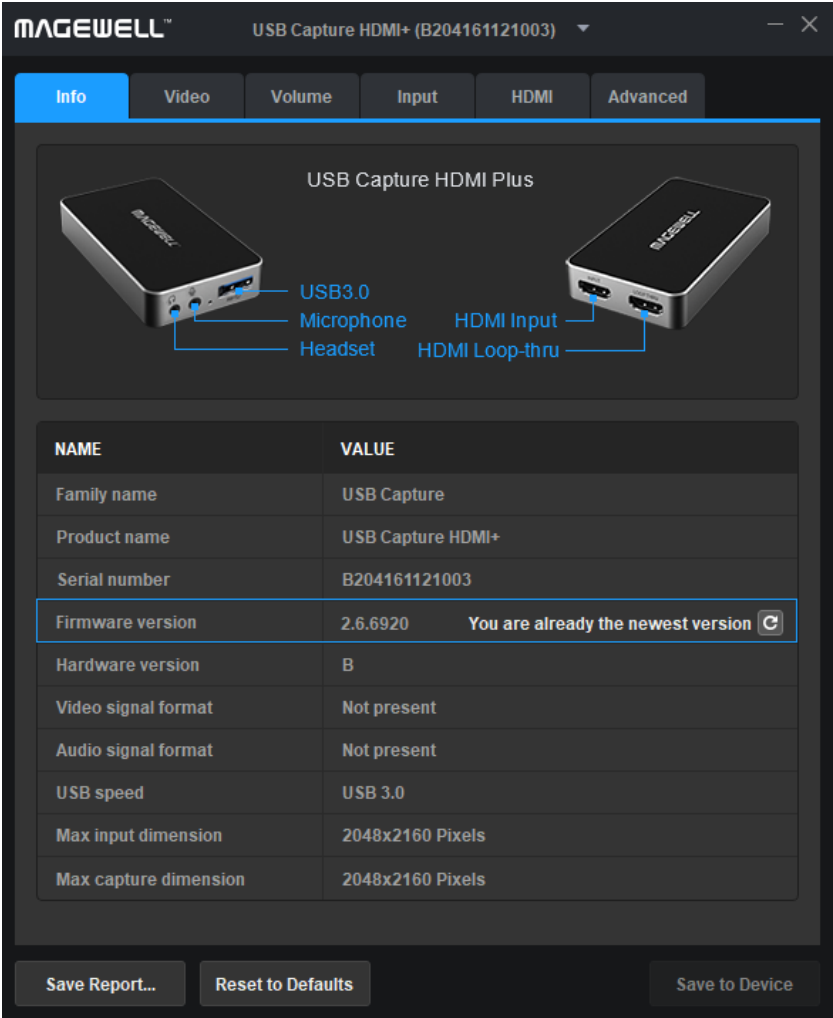 MAGEWELL™ USB Capture HDMI+ (B204161121003)
Info Video Volume Input HDMI Advanced
USB Capture HDMI Plus
MAGEWELL
MAGEWELL
USB3.0
Microphone HDMI Input
Headset HDMI Loop-thru
NAME VALUE
Family name USB Capture
Product name USB Capture HDMI+
Serial number B204161121003
Firmware version 2.6.6920 You are already the newest version
Hardware version B
Video signal format Not present
Audio signal format Not present
USB speed USB 3.0
Max input dimension 2048x2160 Pixels
Max capture dimension 2048x2160 Pixels
Save Report... Reset to Defaults Save to Device